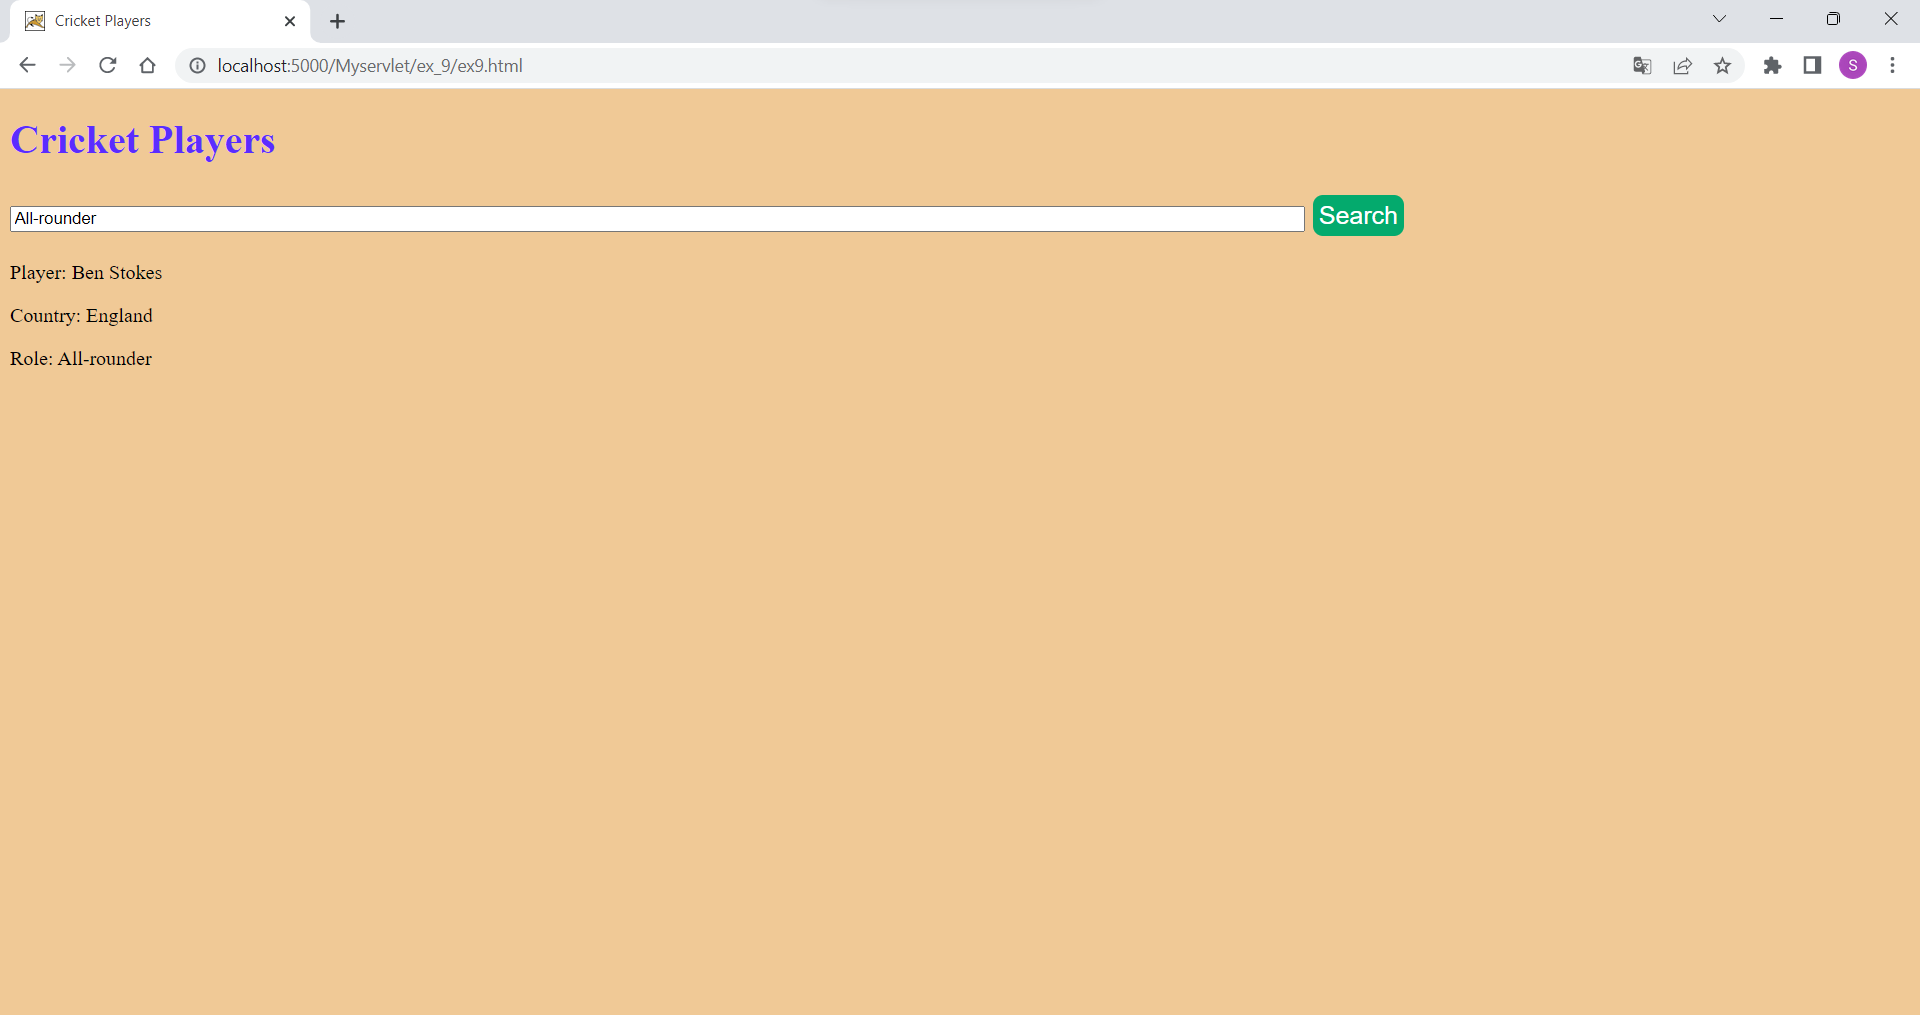 Cricket Players
localhost:5000/Myservlet/ex_9/ex9.html
S
Cricket Players
All-rounder
Search
Player: Ben Stokes
Country: England
Role: All-rounder